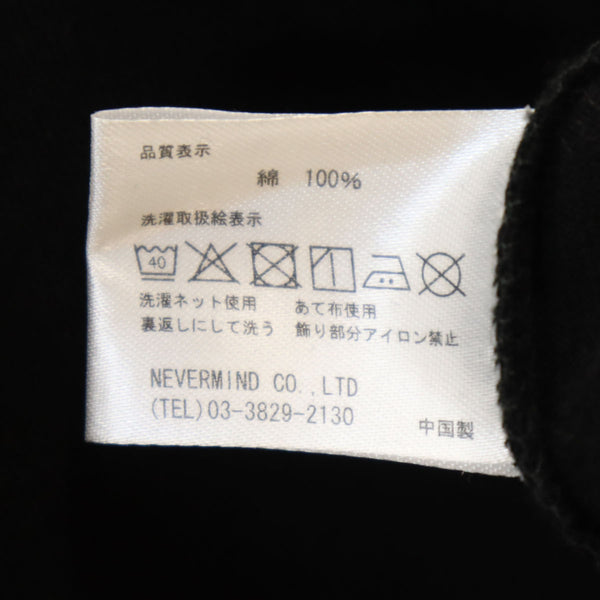 品質表示
綿 100%
洗濯取扱絵表示
40
洗濯ネット使用 あて布使用
裏返しにして洗う 飾り部分アイロン禁止
NEVERMIND CO.,LTD
(TEL)03-3829-2130
中国製